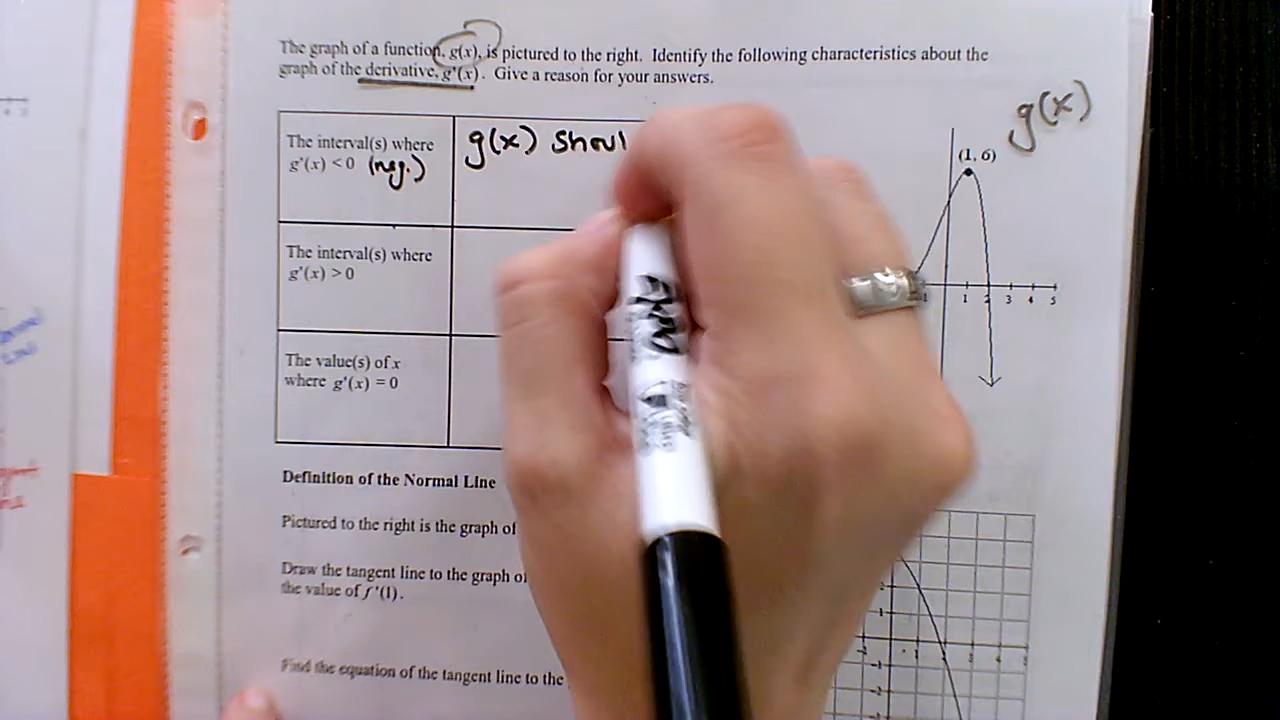 The graph of a function, g(x), is pictured to the right. Identify the following characteristics about the
graph of the derivative, g'(x). Give a reason for your answers.
g(x)
The interval(s) where
g'(x) < 0 (neg.)
g(x) shoul
The interval(s) where
g'(x) > 0
The value(s) of x
where g'(x) = 0
(1, 6)
1 2 3 4 5
EXPO
Definition of the Normal Line
Pictured to the right is the graph of
Draw the tangent line to the graph of
the value of f '(1).
Find the equation of the tangent line to the